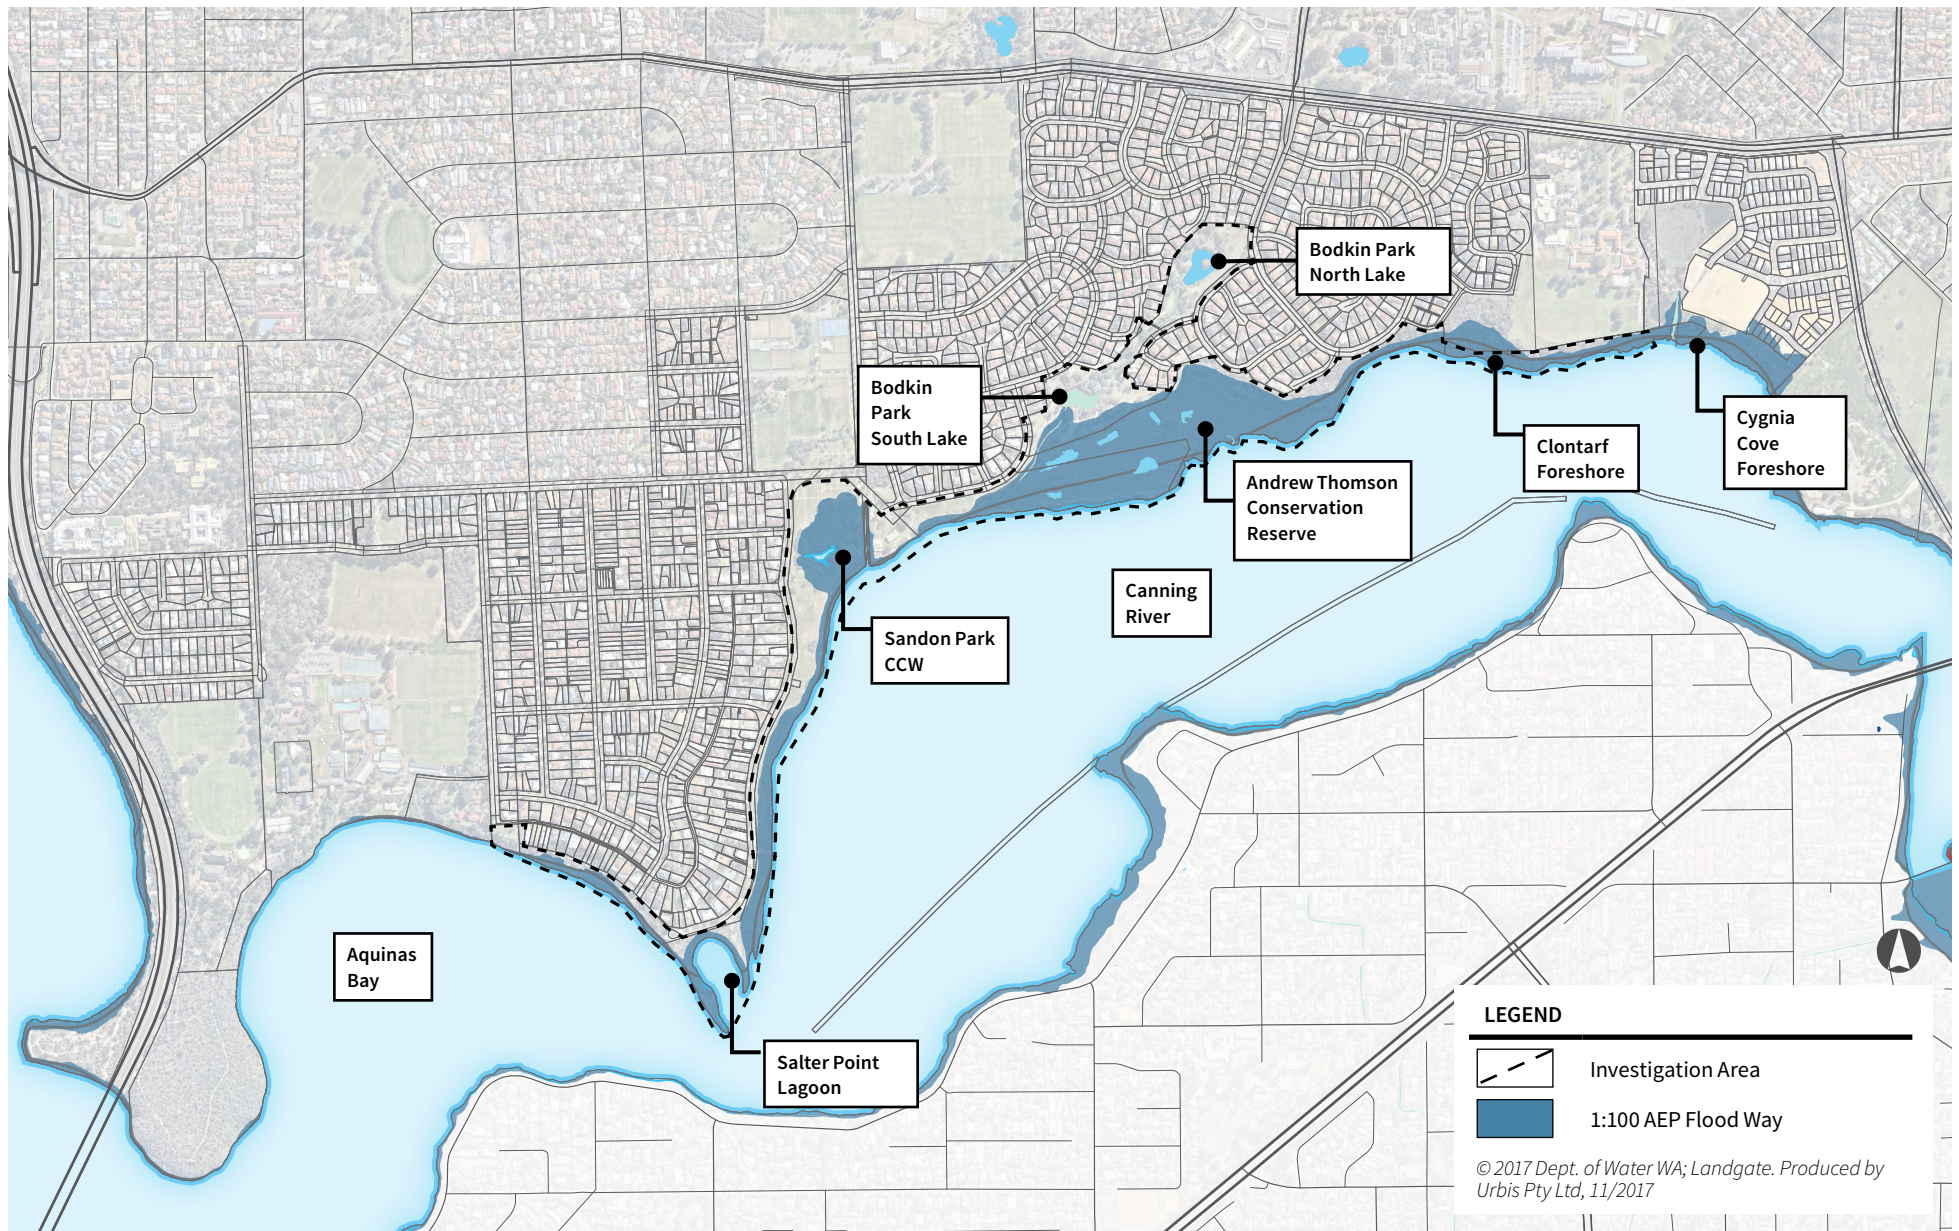 Bodkin Park
North Lake
Bodkin
Park
South Lake
Cygnia
Cove
Foreshore
Clontarf
Foreshore
Andrew Thomson
Conservation
Reserve
Canning
River
Sandon Park
CCW
Aquinas
Bay
Salter Point
Lagoon
LEGEND
Investigation Area
1:100 AEP Flood Way
© 2017 Dept. of Water WA; Landgate. Produced by
Urbis Pty Ltd, 11/2017